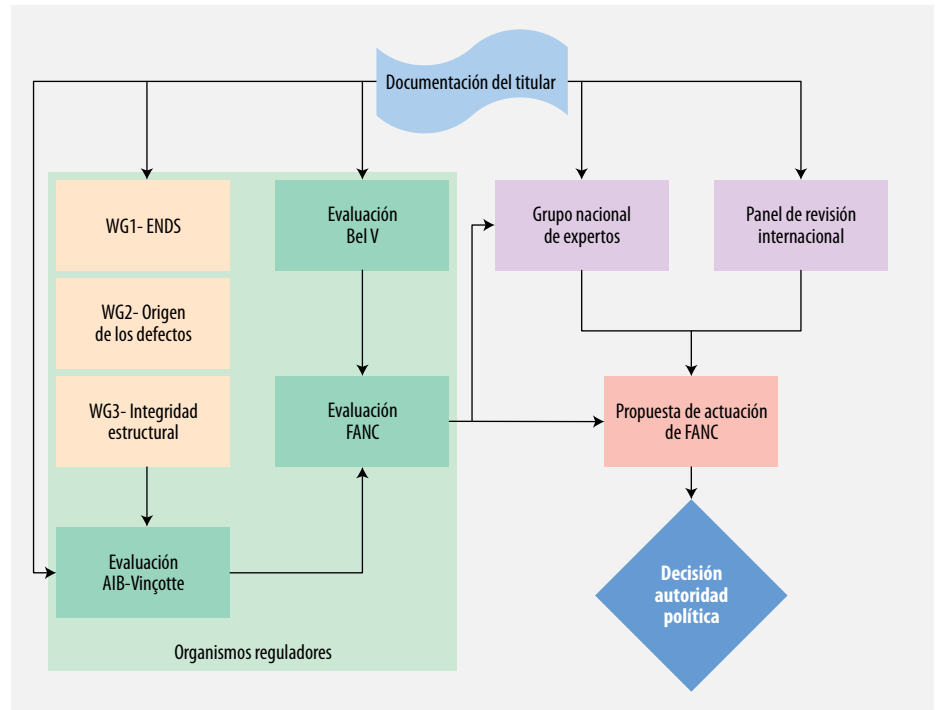 Documentación del titular
WG1- ENDS
Evaluación
Bel V
Grupo nacional
de expertos
Panel de revisión
internacional
WG2- Origen
de los defectos
WG3- Integridad
estructural
Evaluación
FANC
Propuesta de actuación
de FANC
Evaluación
AIB-Vinçotte
Decisión
autoridad
política
Organismos reguladores